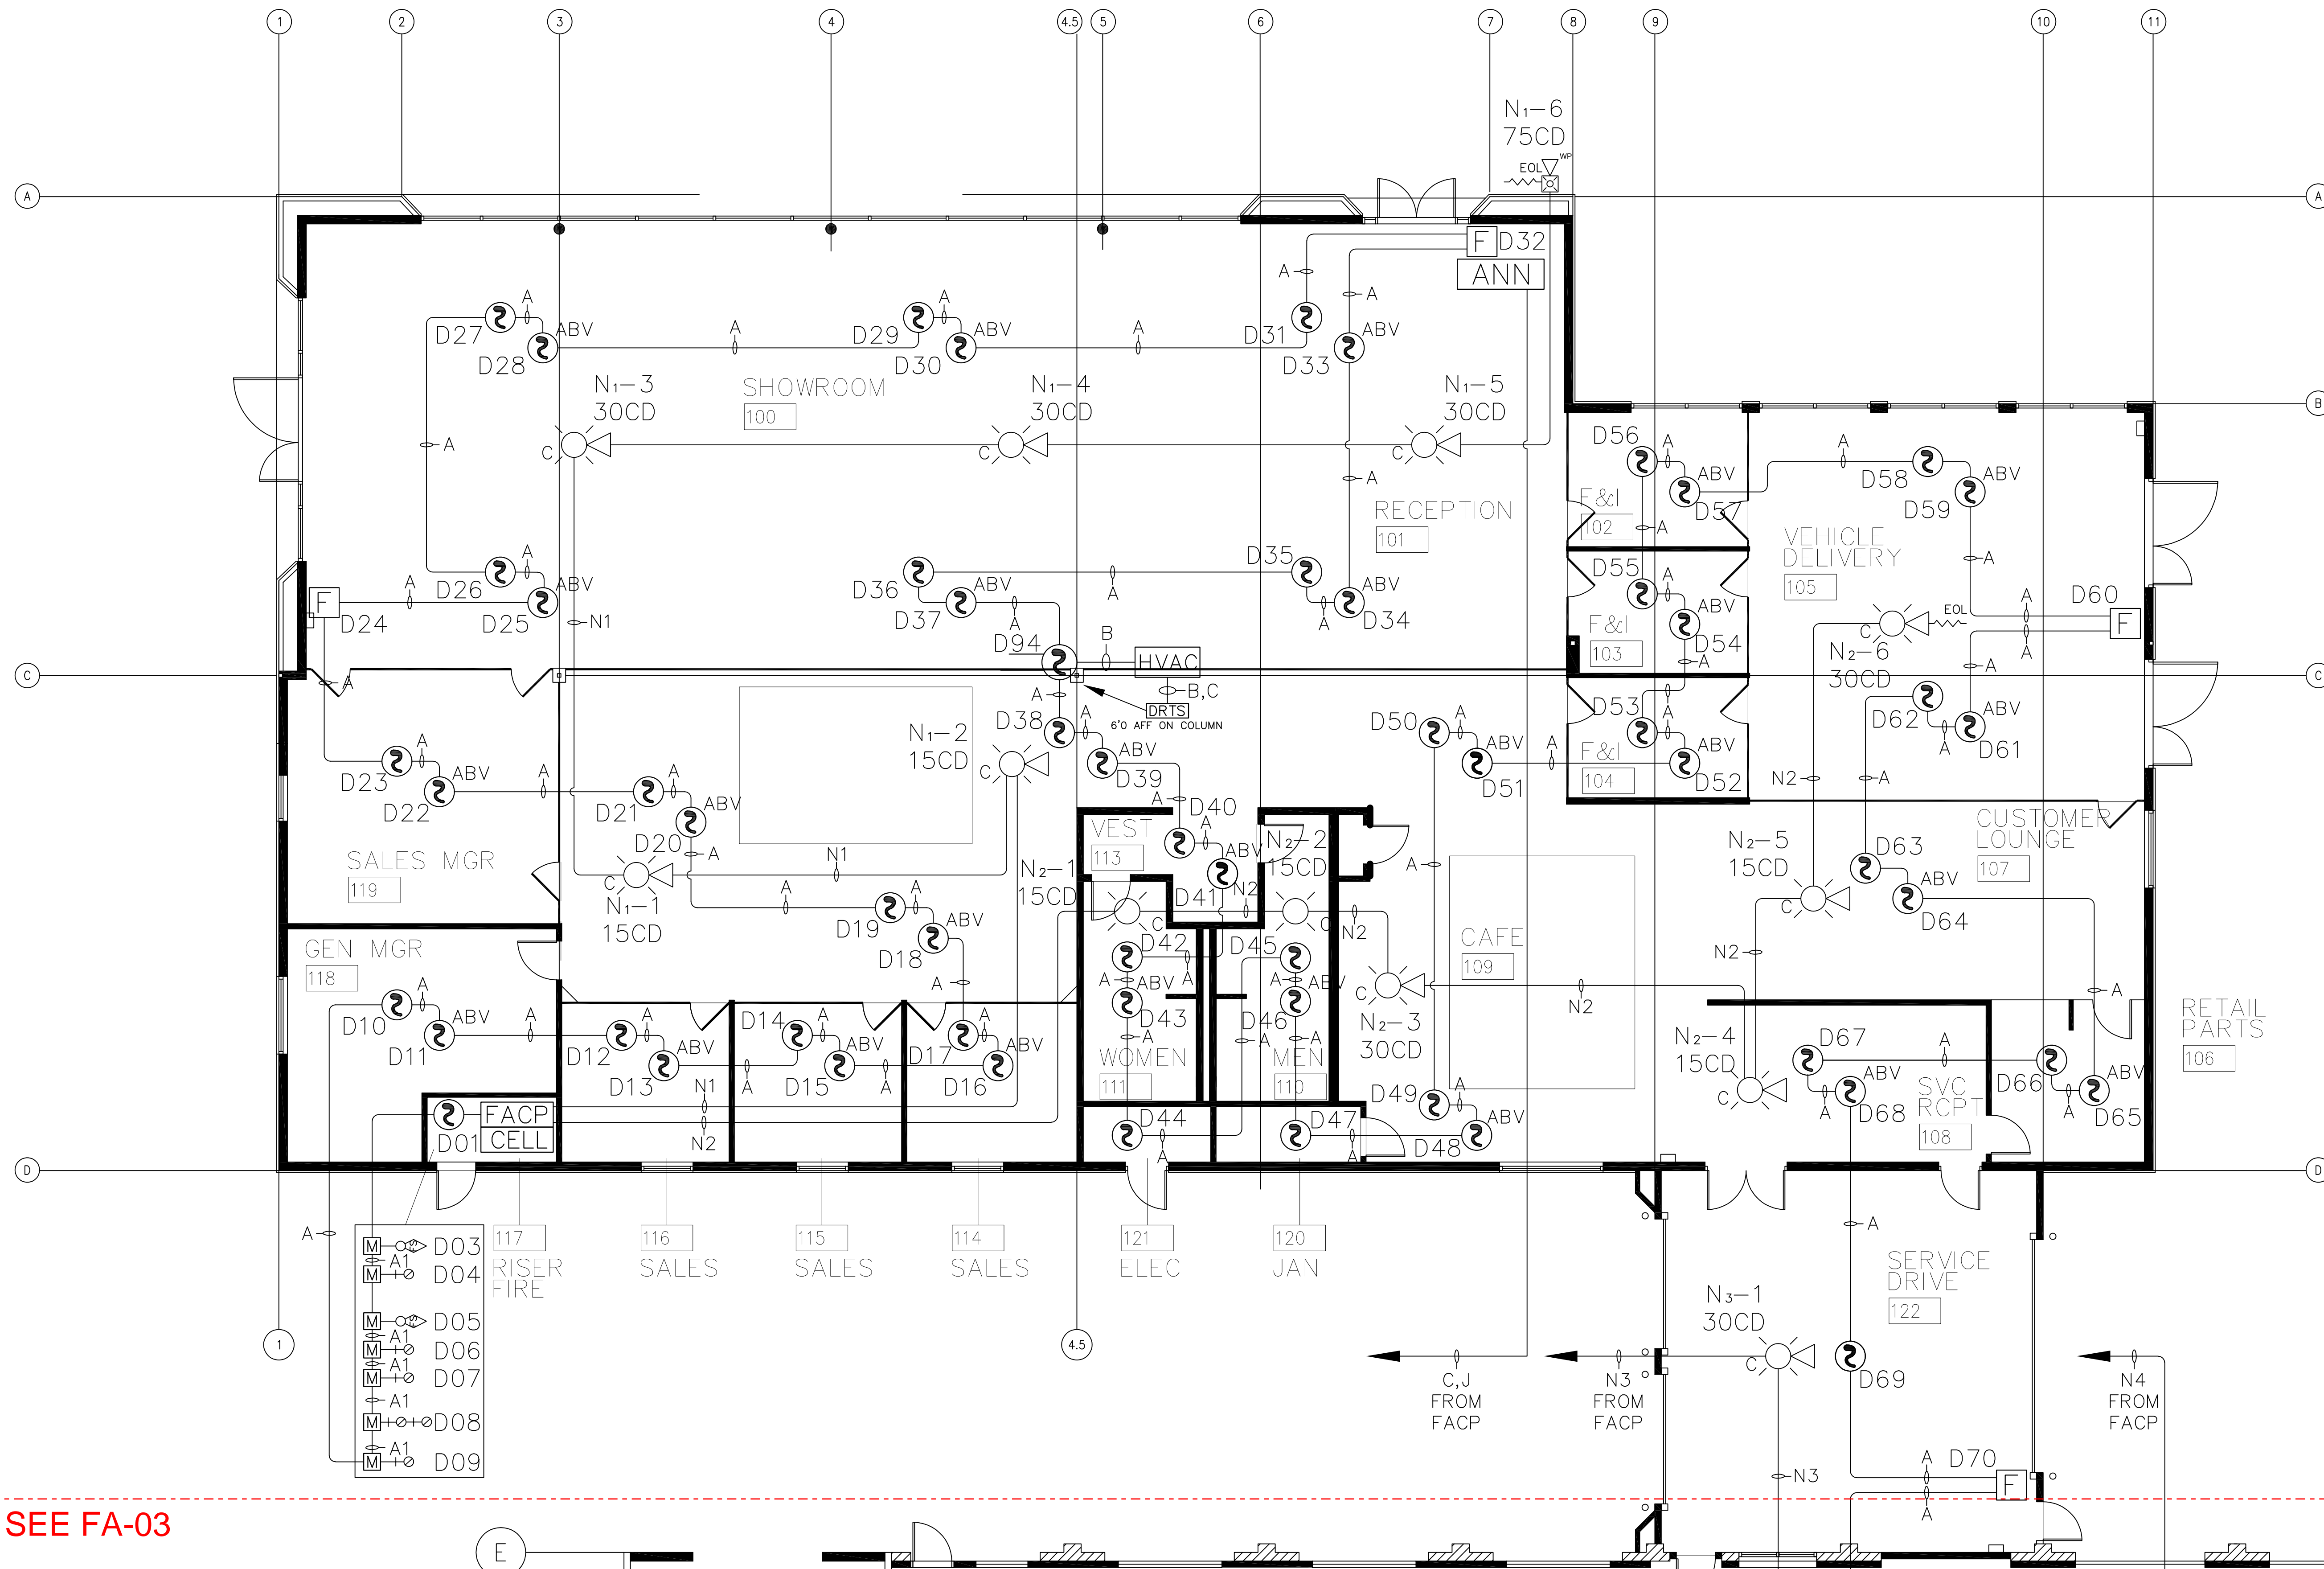 1
2
3
4
4.5
5
6
7
8
9
10
11
N1-6
75CD
WP
EOL
A
A
F
D32
ANN
A
A
D27
A
ABV
D28
A
D29
A
ABV
D30
A
D31
ABV
D33
N1-3
30CD
C
SHOWROOM
100
N1-4
30CD
C
N1-5
30CD
C
B
A
A
RECEPTION
101
D56
A
ABV
D57
F&I
102
A
A
D58
ABV
D59
VEHICLE
DELIVERY
105
A
D26
A
ABV
D25
F
D24
A
N1
D36
D37
ABV
A
A
D35
ABV
A
D34
D55
A
ABV
D54
F&I
103
A
D94
B
HVAC
B,C
DRTS
6'0 AFF ON COLUMN
C
EOL
N2-6
30CD
A
A
D60
F
A
C
C
A
D23
A
ABV
D22
A
D21
A
ABV
D20
A
N1-2
15CD
C
A
D38
A
ABV
D39
A
D50
A
ABV
D51
A
D53
A
ABV
D52
F&I
104
D62
ABV
A
D61
N2
A
SALES MGR
119
C
N1-1
15CD
N1
A
D19
ABV
D18
A
VEST
113
D40
A
ABV
D41
N2-1
15CD
C
N2
N2-2
15CD
C
N2
A
CAFE
109
N2-5
15CD
C
N2
D63
ABV
D64
CUSTOMER
LOUNGE
107
GEN MGR
118
D10
A
ABV
D11
A
D12
A
ABV
D13
A
D14
A
ABV
D15
A
D17
A
ABV
D16
D42
A
A
ABV
D43
A
WOMEN
111
D45
A
ABV
D46
A
A
MEN
110
C
N2-3
30CD
N2
N2-4
15CD
C
D67
ABV
A
D68
A
SVC
RCPT
108
D66
A
ABV
D65
A
RETAIL
PARTS
106
D01
FACP
CELL
N1
N2
D44
A
D47
A
D49
A
ABV
D48
D
D
A
M
D03
A1
M
D04
M
D05
A1
M
D06
A1
M
D07
A1
M
D08
A1
M
D09
117
RISER
FIRE
116
SALES
115
SALES
114
SALES
121
ELEC
120
JAN
A
SERVICE
DRIVE
122
N3-1
30CD
C
D69
1
4.5
C,J
FROM
FACP
N3
FROM
FACP
N4
FROM
FACP
N3
A
D70
F
A
SEE FA-03
E